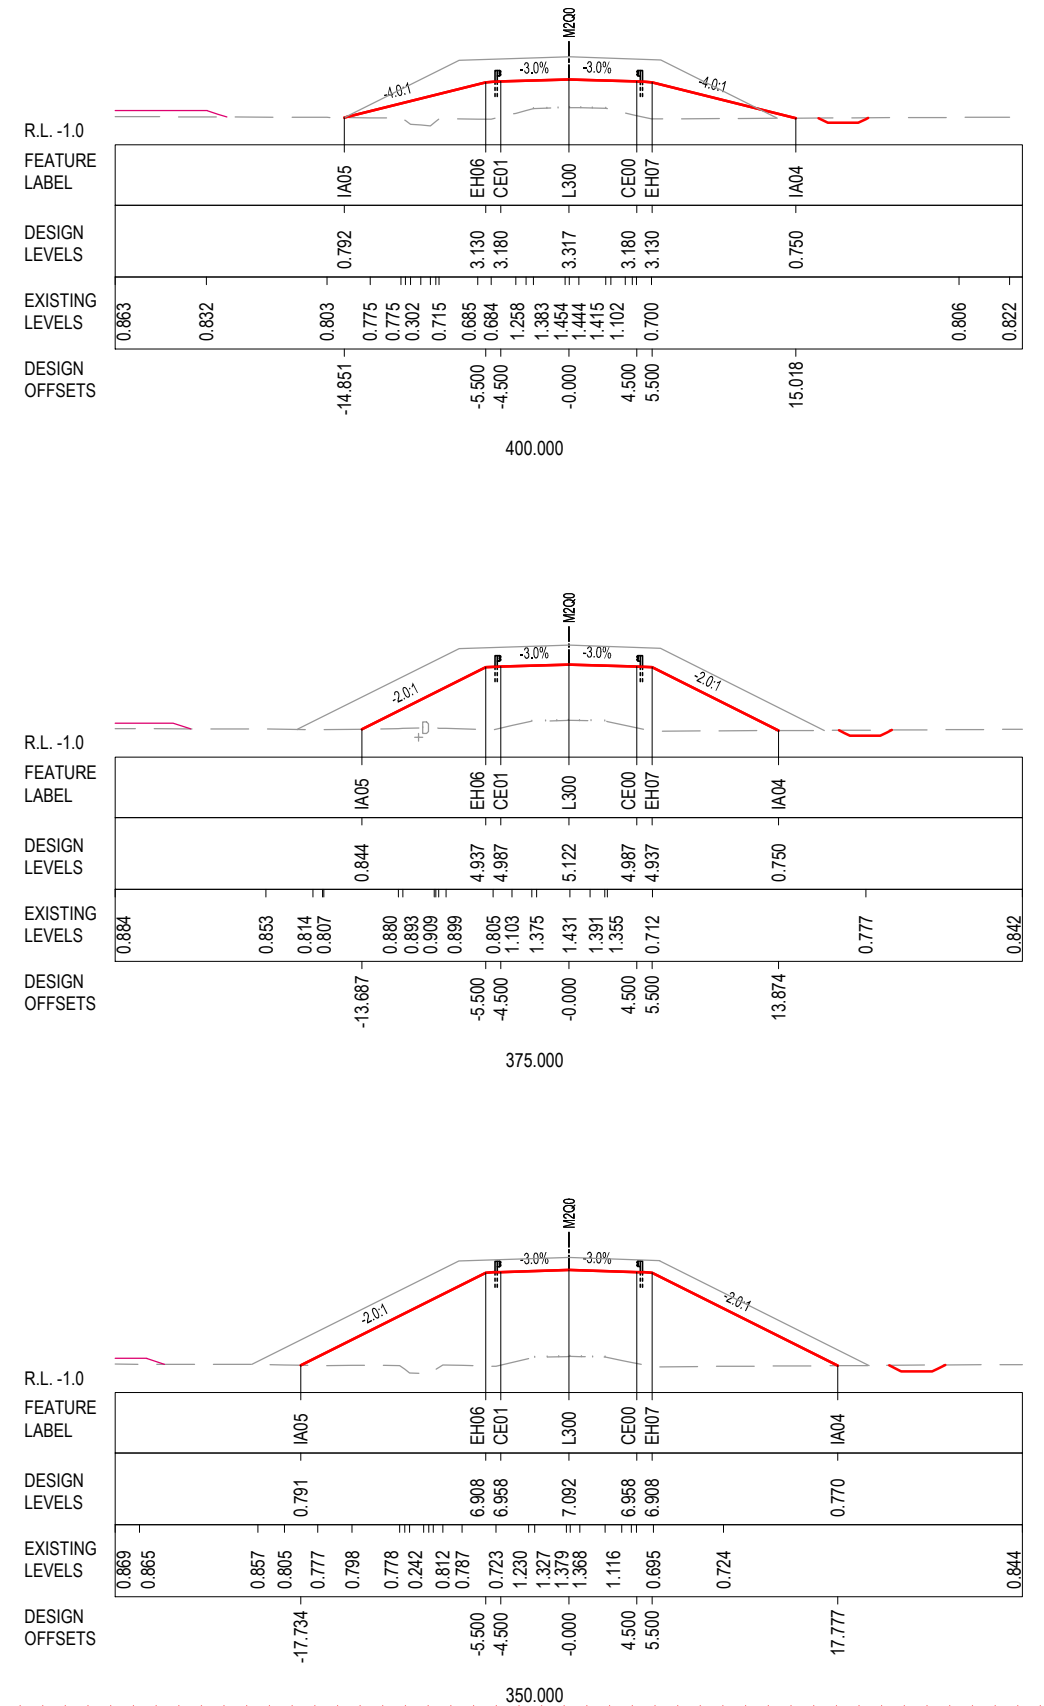 M2Q0
-4.0:1
-3.0%
-3.0%
-4.0:1
R.L. -1.0
FEATURE
LABEL
IA05 EH06 CE01 L300 CE00 EH07 IA04
DESIGN
LEVELS
0.792 3.130 3.180 3.317 3.180 3.130 0.750
EXISTING
LEVELS
0.863 0.832 0.803 0.775 0.775 0.302 0.715 0.685 0.684 1.258 1.383 1.454 1.444 1.415 1.102 0.700 0.806 0.822
DESIGN
OFFSETS
-14.851 -5.500 -4.500 -0.000 4.500 5.500 15.018
400.000
M2Q0
-2.0:1
-3.0%
-3.0%
-2.0:1
D
R.L. -1.0
FEATURE
LABEL
IA05 EH06 CE01 L300 CE00 EH07 IA04
DESIGN
LEVELS
0.844 4.937 4.987 5.122 4.987 4.937 0.750
EXISTING
LEVELS
0.884 0.853 0.814 0.807 0.880 0.893 0.909 0.899 0.805 1.103 1.375 1.431 1.391 1.355 0.712 0.777 0.842
DESIGN
OFFSETS
-13.687 -5.500 -4.500 -0.000 4.500 5.500 13.874
375.000
M2Q0
-2.0:1
-3.0%
-3.0%
-2.0:1
R.L. -1.0
FEATURE
LABEL
IA05 EH06 CE01 L300 CE00 EH07 IA04
DESIGN
LEVELS
0.791 6.908 6.958 7.092 6.958 6.908 0.770
EXISTING
LEVELS
0.869 0.865 0.857 0.805 0.777 0.798 0.778 0.242 0.812 0.787 0.723 1.230 1.327 1.379 1.368 1.116 0.695 0.724 0.844
DESIGN
OFFSETS
-17.734 -5.500 -4.500 -0.000 4.500 5.500 17.777
350.000